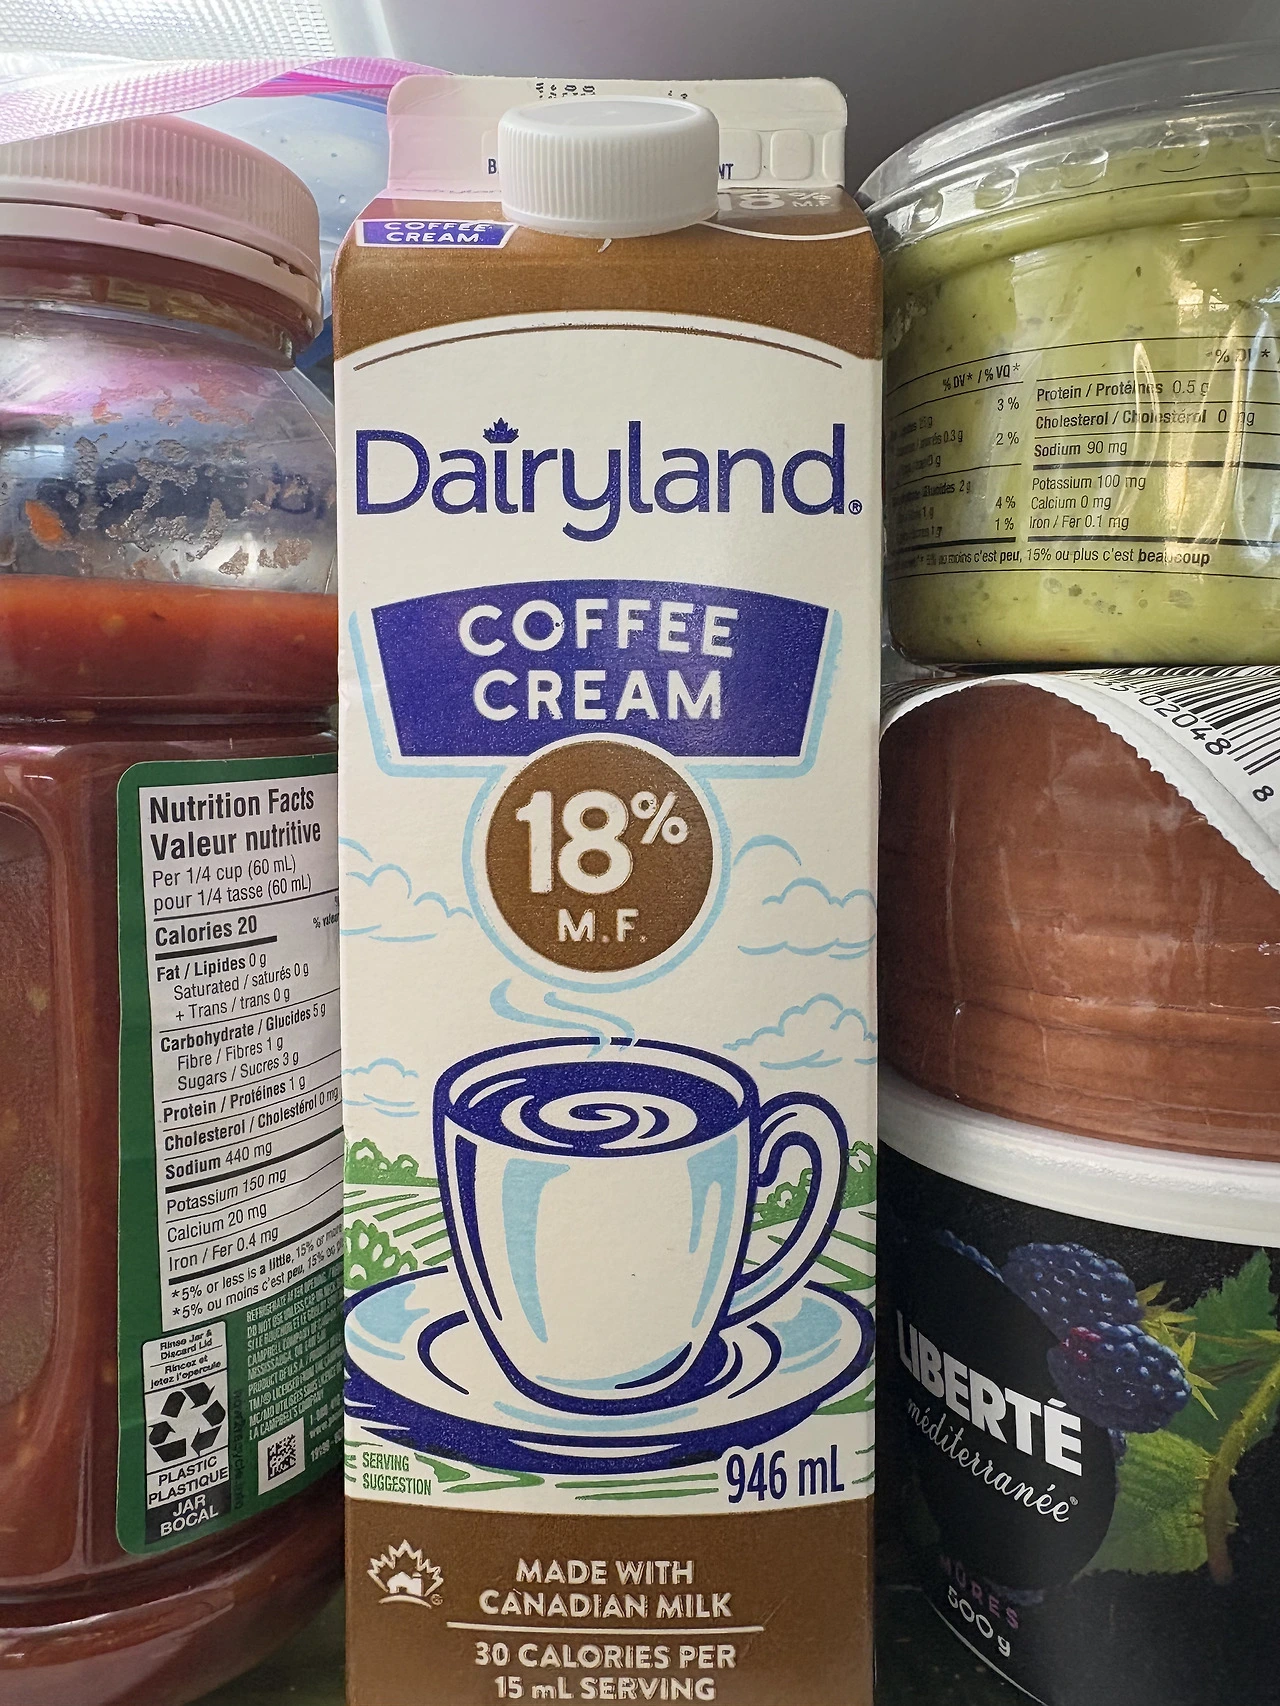 COFFEE
CREAM
18%
M.F.
Dairyland®
COFFEE
CREAM
18%
M.F.
SERVING
SUGGESTION
946 mL
MADE WITH
CANADIAN MILK
30 CALORIES PER
15 mL SERVING
Nutrition Facts
Valeur nutritive
Per 1/4 cup (60 mL)
pour 1/4 tasse (60 mL)
Calories 20
Fat / Lipides 0 g
Saturated / saturés 0 g
+ Trans / trans 0 g
Carbohydrate / Glucides 5 g
Fibre / Fibres 1 g
Sugars / Sucres 3 g
Protein / Protéines 1 g
Cholesterol / Cholestérol 0 mg
Sodium 440 mg
Potassium 150 mg
Calcium 20 mg
Iron / Fer 0.4 mg
*5% or less is a little, 15% or more
*5% ou moins c'est peu, 15% ou
Rinse Jar &
Discard Lid
Rincez et
jetez l'opercule
PLASTIC
PLASTIQUE
JAR
BOCAL
% DV* / % VQ*
3 %
2 %
4 %
1 %
% DV *
Protein / Protéines 0.5 g
Cholesterol / Cholestérol 0 mg
Sodium 90 mg
Potassium 100 mg
Calcium 0 mg
Iron / Fer 0.1 mg
moins c'est peu, 15% ou plus c'est beaucoup
02048 8
LIBERTÉ
méditerranée
MÛRES
500 g